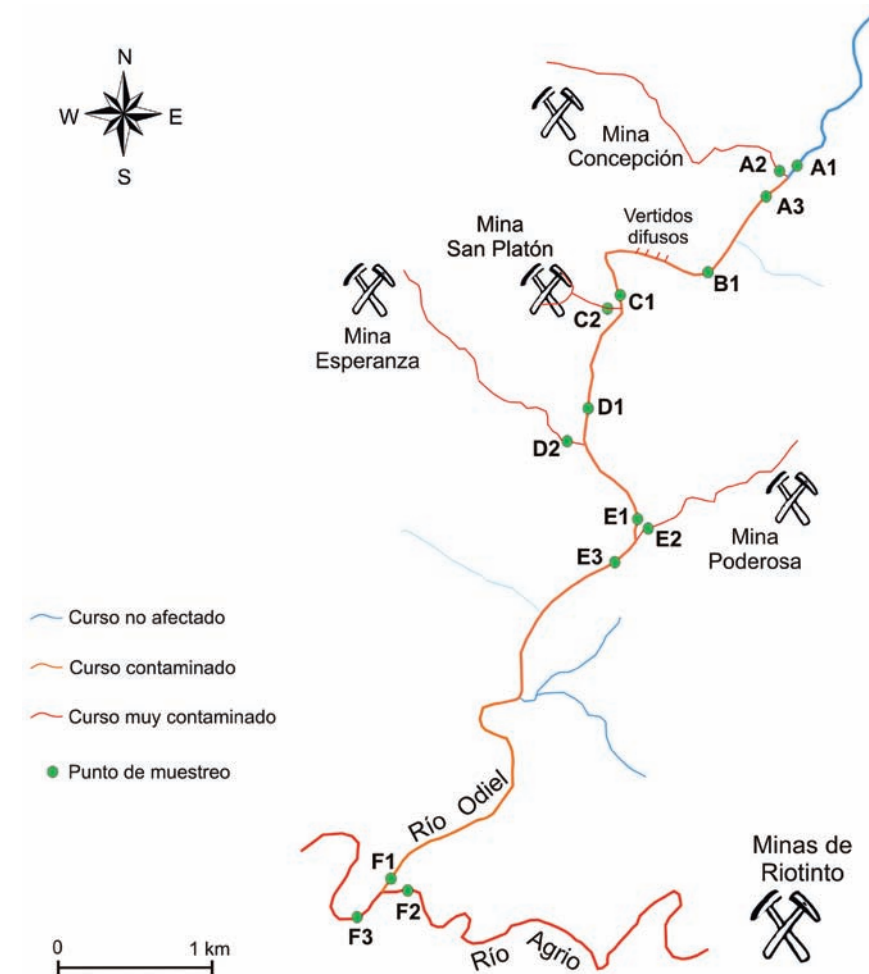 N
W
E
S
Mina
Concepción
A2
A1
A3
Mina
San Platón
Vertidos
difusos
B1
C1
C2
Mina
Esperanza
D1
D2
E1
E2
E3
Mina
Poderosa
Curso no afectado
Curso contaminado
Curso muy contaminado
Punto de muestreo
Río Odiel
Minas de
Riotinto
F1
F2
F3
Río Agrio
0 1 km